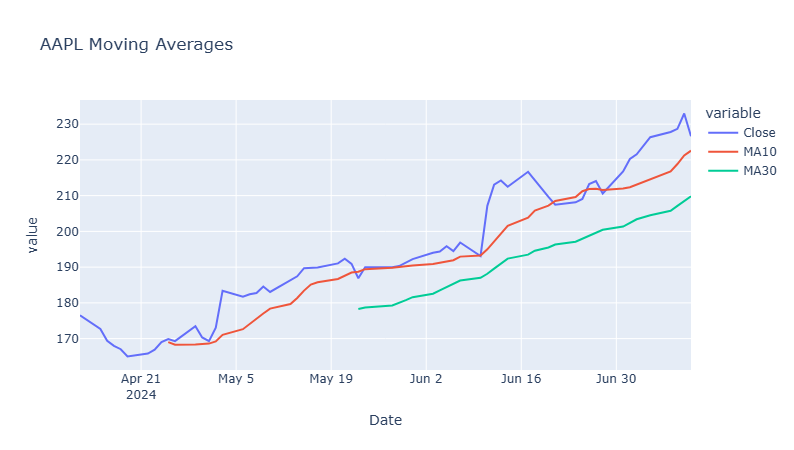 AAPL Moving Averages
variable
Close
MA10
MA30
value
230
220
210
200
190
180
170
Apr 21
2024
May 5
May 19
Jun 2
Jun 16
Jun 30
Date